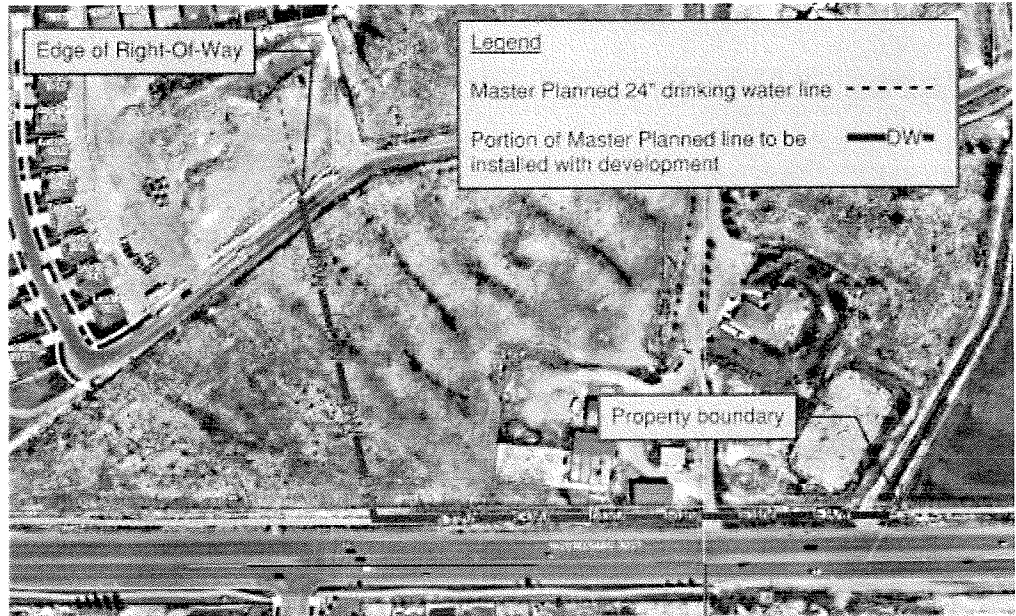 Edge of Right-Of-Way
Legend
Master Planned 24" drinking water line
Portion of Master Planned line to be
installed with development
DW
Property boundary